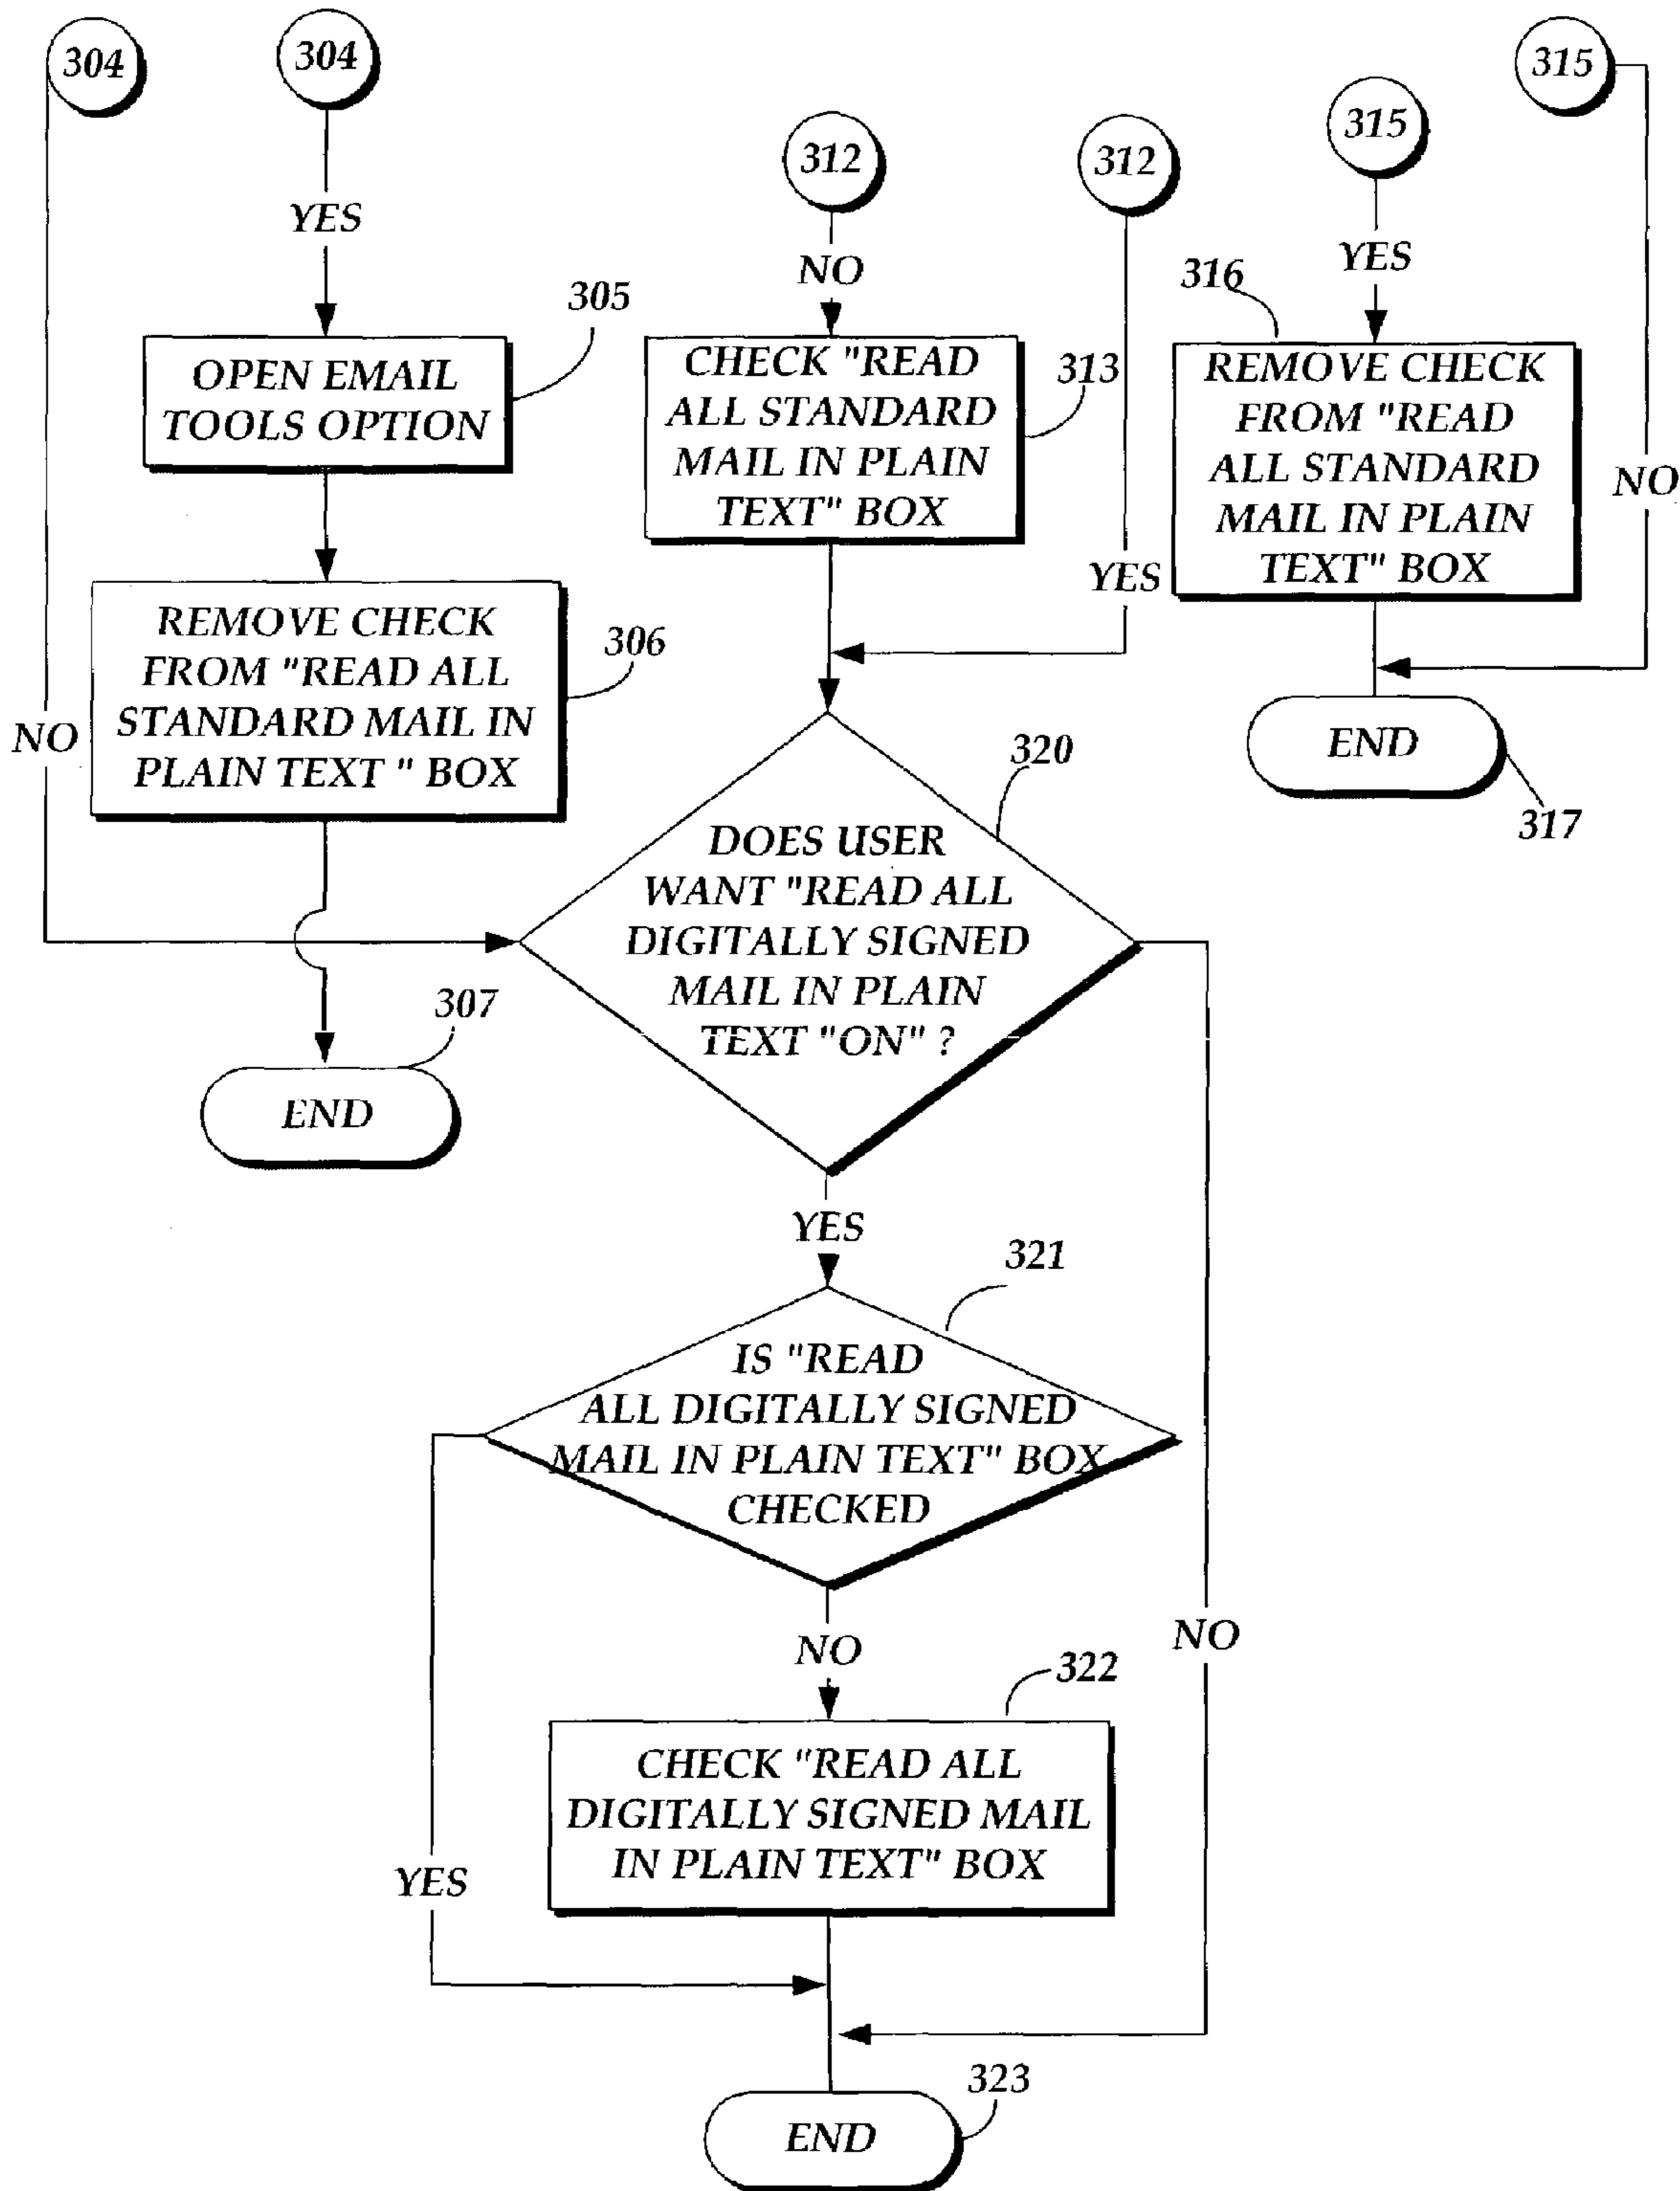 304
304
315
315
312
312
YES
NO
YES
316
305
OPEN EMAIL
TOOLS OPTION
CHECK "READ
ALL STANDARD
MAIL IN PLAIN
TEXT" BOX
313
REMOVE CHECK
FROM "READ
ALL STANDARD
MAIL IN PLAIN
TEXT" BOX
NO
YES
REMOVE CHECK
FROM "READ ALL
STANDARD MAIL IN
PLAIN TEXT " BOX
306
NO
END
317
320
DOES USER
WANT "READ ALL
DIGITALLY SIGNED
MAIL IN PLAIN
TEXT "ON" ?
307
END
YES
321
IS "READ
ALL DIGITALLY SIGNED
MAIL IN PLAIN TEXT" BOX
CHECKED
NO
NO
322
CHECK "READ ALL
DIGITALLY SIGNED MAIL
IN PLAIN TEXT" BOX
YES
323
END